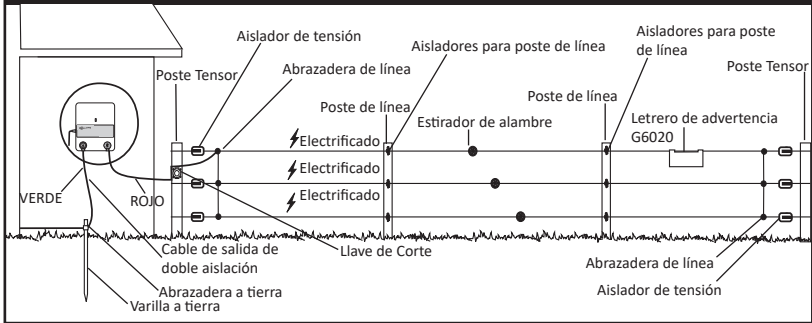 Aislador de tensión
Aisladores para poste de línea
Aisladores para poste
de línea
Poste Tensor
Abrazadera de línea
Poste Tensor
Poste de línea
Estirador de alambre
Poste de línea
Letrero de advertencia
G6020
Electrificado
Electrificado
Electrificado
VERDE
ROJO
Cable de salida de
doble aislación
Llave de Corte
Abrazadera de línea
Abrazadera a tierra
Aislador de tensión
Varilla a tierra